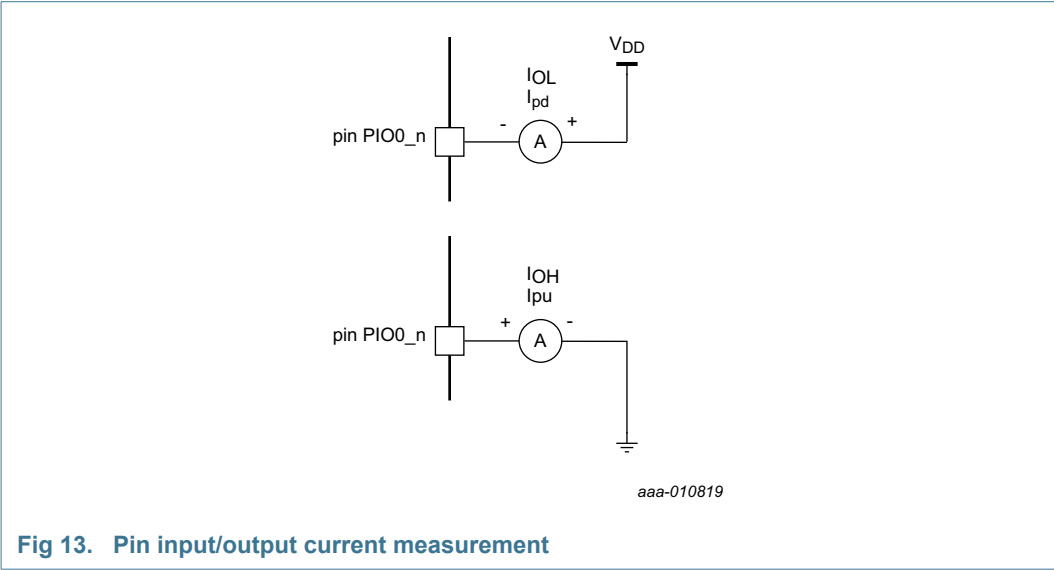 VDD
IOL
Ipd
- +
pin PIO0_n
A
IOH
Ipu
+ -
pin PIO0_n
A
aaa-010819
Fig 13. Pin input/output current measurement